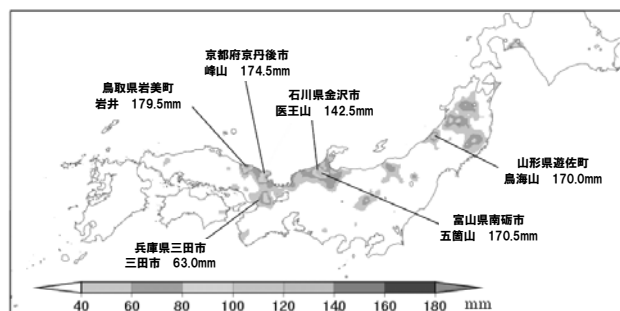 京都府京丹後市
峰山 174.5mm
鳥取県岩美町
岩井 179.5mm
石川県金沢市
医王山 142.5mm
山形県遊佐町
鳥海山 170.0mm
富山県南砺市
五箇山 170.5mm
兵庫県三田市
三田市 63.0mm
40 60 80 100 120 140 160 180 mm